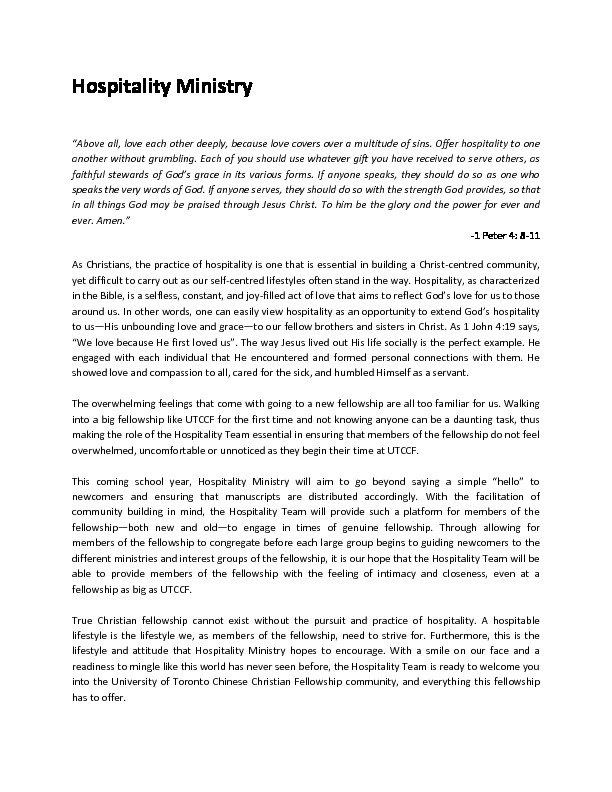 Hospitality Ministry
“Above all, love each other deeply, because love covers over a multitude of sins. Offer hospitality to one
another without grumbling. Each of you should use whatever gift you have received to serve others, as
faithful stewards of God’s grace in its various forms. If anyone speaks, they should do so as one who
speaks the very words of God. If anyone serves, they should do so with the strength God provides, so that
in all things God may be praised through Jesus Christ. To him be the glory and the power for ever and
ever. Amen.”
-1 Peter 4: 8-11
As Christians, the practice of hospitality is one that is essential in building a Christ-centred community,
yet difficult to carry out as our self-centred lifestyles often stand in the way. Hospitality, as characterized
in the Bible, is a selfless, constant, and joy-filled act of love that aims to reflect God’s love for us to those
around us. In other words, one can easily view hospitality as an opportunity to extend God’s hospitality
to us—His unbounding love and grace—to our fellow brothers and sisters in Christ. As 1 John 4:19 says,
“We love because He first loved us”. The way Jesus lived out His life socially is the perfect example. He
engaged with each individual that He encountered and formed personal connections with them. He
showed love and compassion to all, cared for the sick, and humbled Himself as a servant.
The overwhelming feelings that come with going to a new fellowship are all too familiar for us. Walking
into a big fellowship like UTCCF for the first time and not knowing anyone can be a daunting task, thus
making the role of the Hospitality Team essential in ensuring that members of the fellowship do not feel
overwhelmed, uncomfortable or unnoticed as they begin their time at UTCCF.
This coming school year, Hospitality Ministry will aim to go beyond saying a simple “hello” to
newcomers and ensuring that manuscripts are distributed accordingly. With the facilitation of
community building in mind, the Hospitality Team will provide such a platform for members of the
fellowship—both new and old—to engage in times of genuine fellowship. Through allowing for
members of the fellowship to congregate before each large group begins to guiding newcomers to the
different ministries and interest groups of the fellowship, it is our hope that the Hospitality Team will be
able to provide members of the fellowship with the feeling of intimacy and closeness, even at a
fellowship as big as UTCCF.
True Christian fellowship cannot exist without the pursuit and practice of hospitality. A hospitable
lifestyle is the lifestyle we, as members of the fellowship, need to strive for. Furthermore, this is the
lifestyle and attitude that Hospitality Ministry hopes to encourage. With a smile on our face and a
readiness to mingle like this world has never seen before, the Hospitality Team is ready to welcome you
into the University of Toronto Chinese Christian Fellowship community, and everything this fellowship
has to offer.